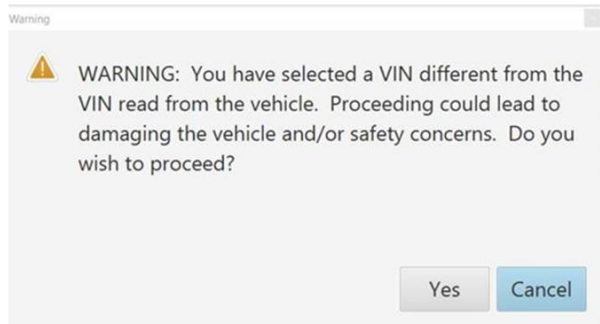 Warning
WARNING:  You have selected a VIN different from the
VIN read from the vehicle.  Proceeding could lead to
damaging the vehicle and/or safety concerns.  Do you
wish to proceed?
Yes
Cancel